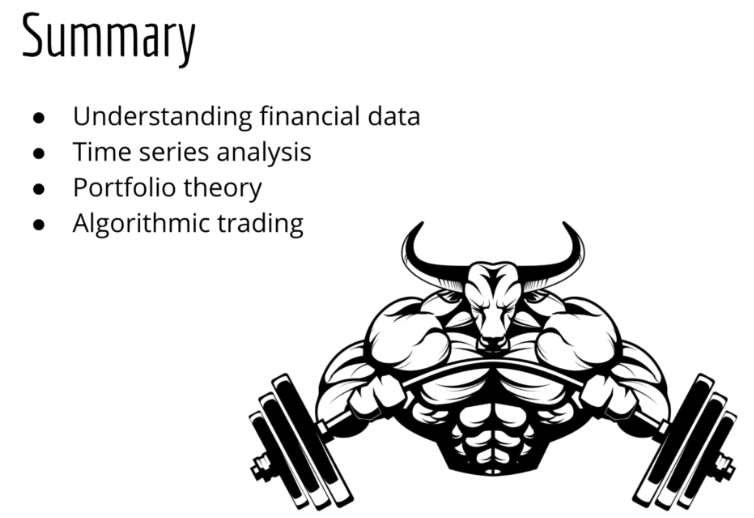 Summary
● Understanding financial data
● Time series analysis
● Portfolio theory
● Algorithmic trading